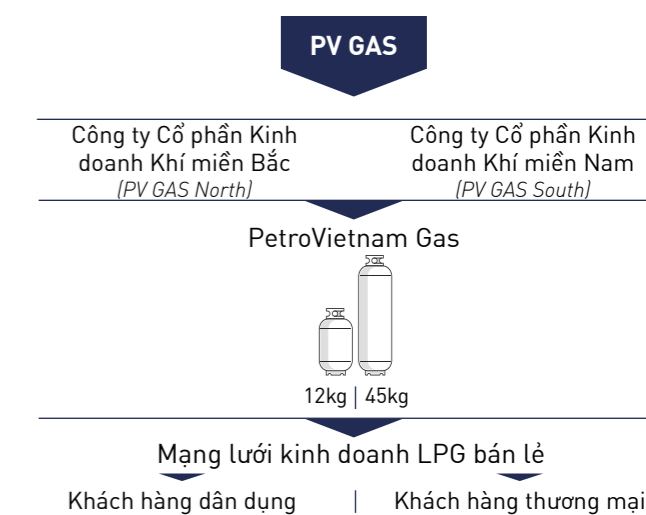 PV GAS
Công ty Cổ phần Kinh
doanh Khí miền Bắc
(PV GAS North)
Công ty Cổ phần Kinh
doanh Khí miền Nam
(PV GAS South)
PetroVietnam Gas
12kg | 45kg
Mạng lưới kinh doanh LPG bán lẻ
Khách hàng dân dụng | Khách hàng thương mại